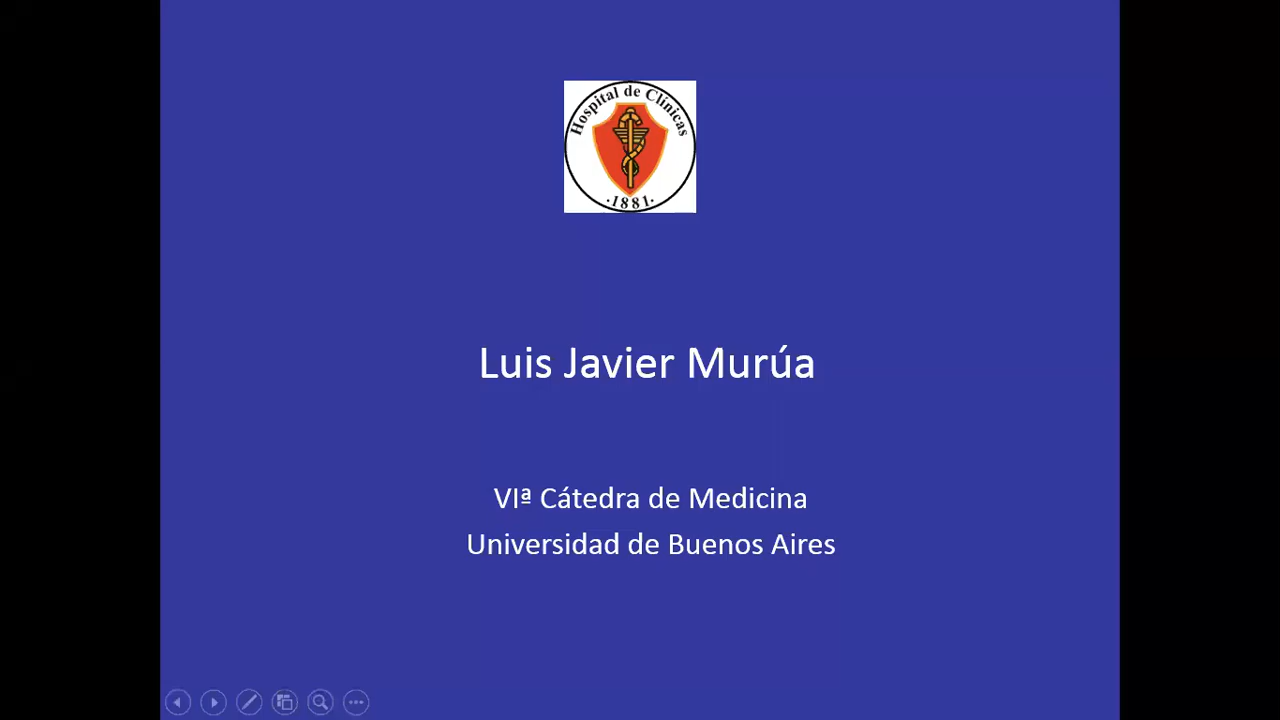 Hospital de Clínicas
·1881·
Luis Javier Murúa
VIª Cátedra de Medicina
Universidad de Buenos Aires